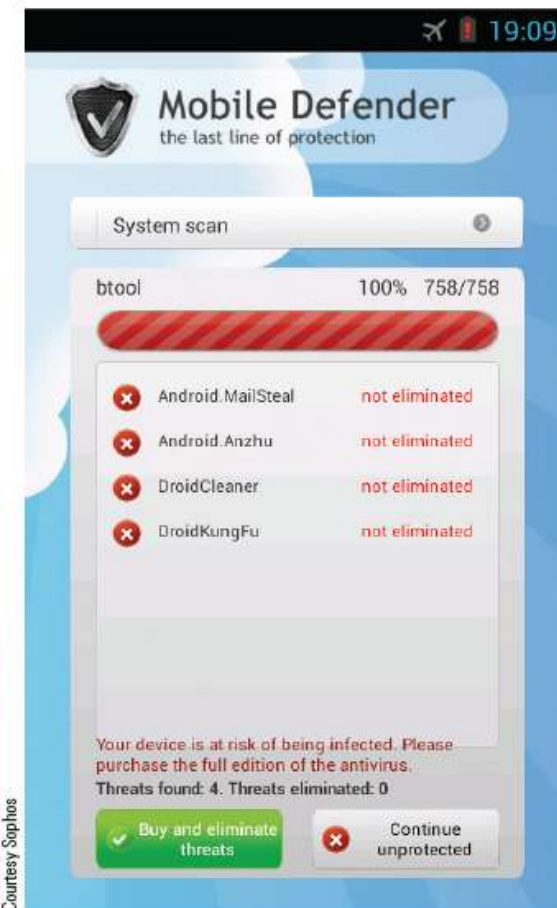 19:09
Mobile Defender
the last line of protection
System scan
btool 100% 758/758
Android.MailSteal not eliminated
Android.Anzhu not eliminated
DroidCleaner not eliminated
DroidKungFu not eliminated
Your device is at risk of being infected. Please
purchase the full edition of the antivirus.
Threats found: 4. Threats eliminated: 0
Buy and eliminate
threats
Continue
unprotected
Courtesy Sophos